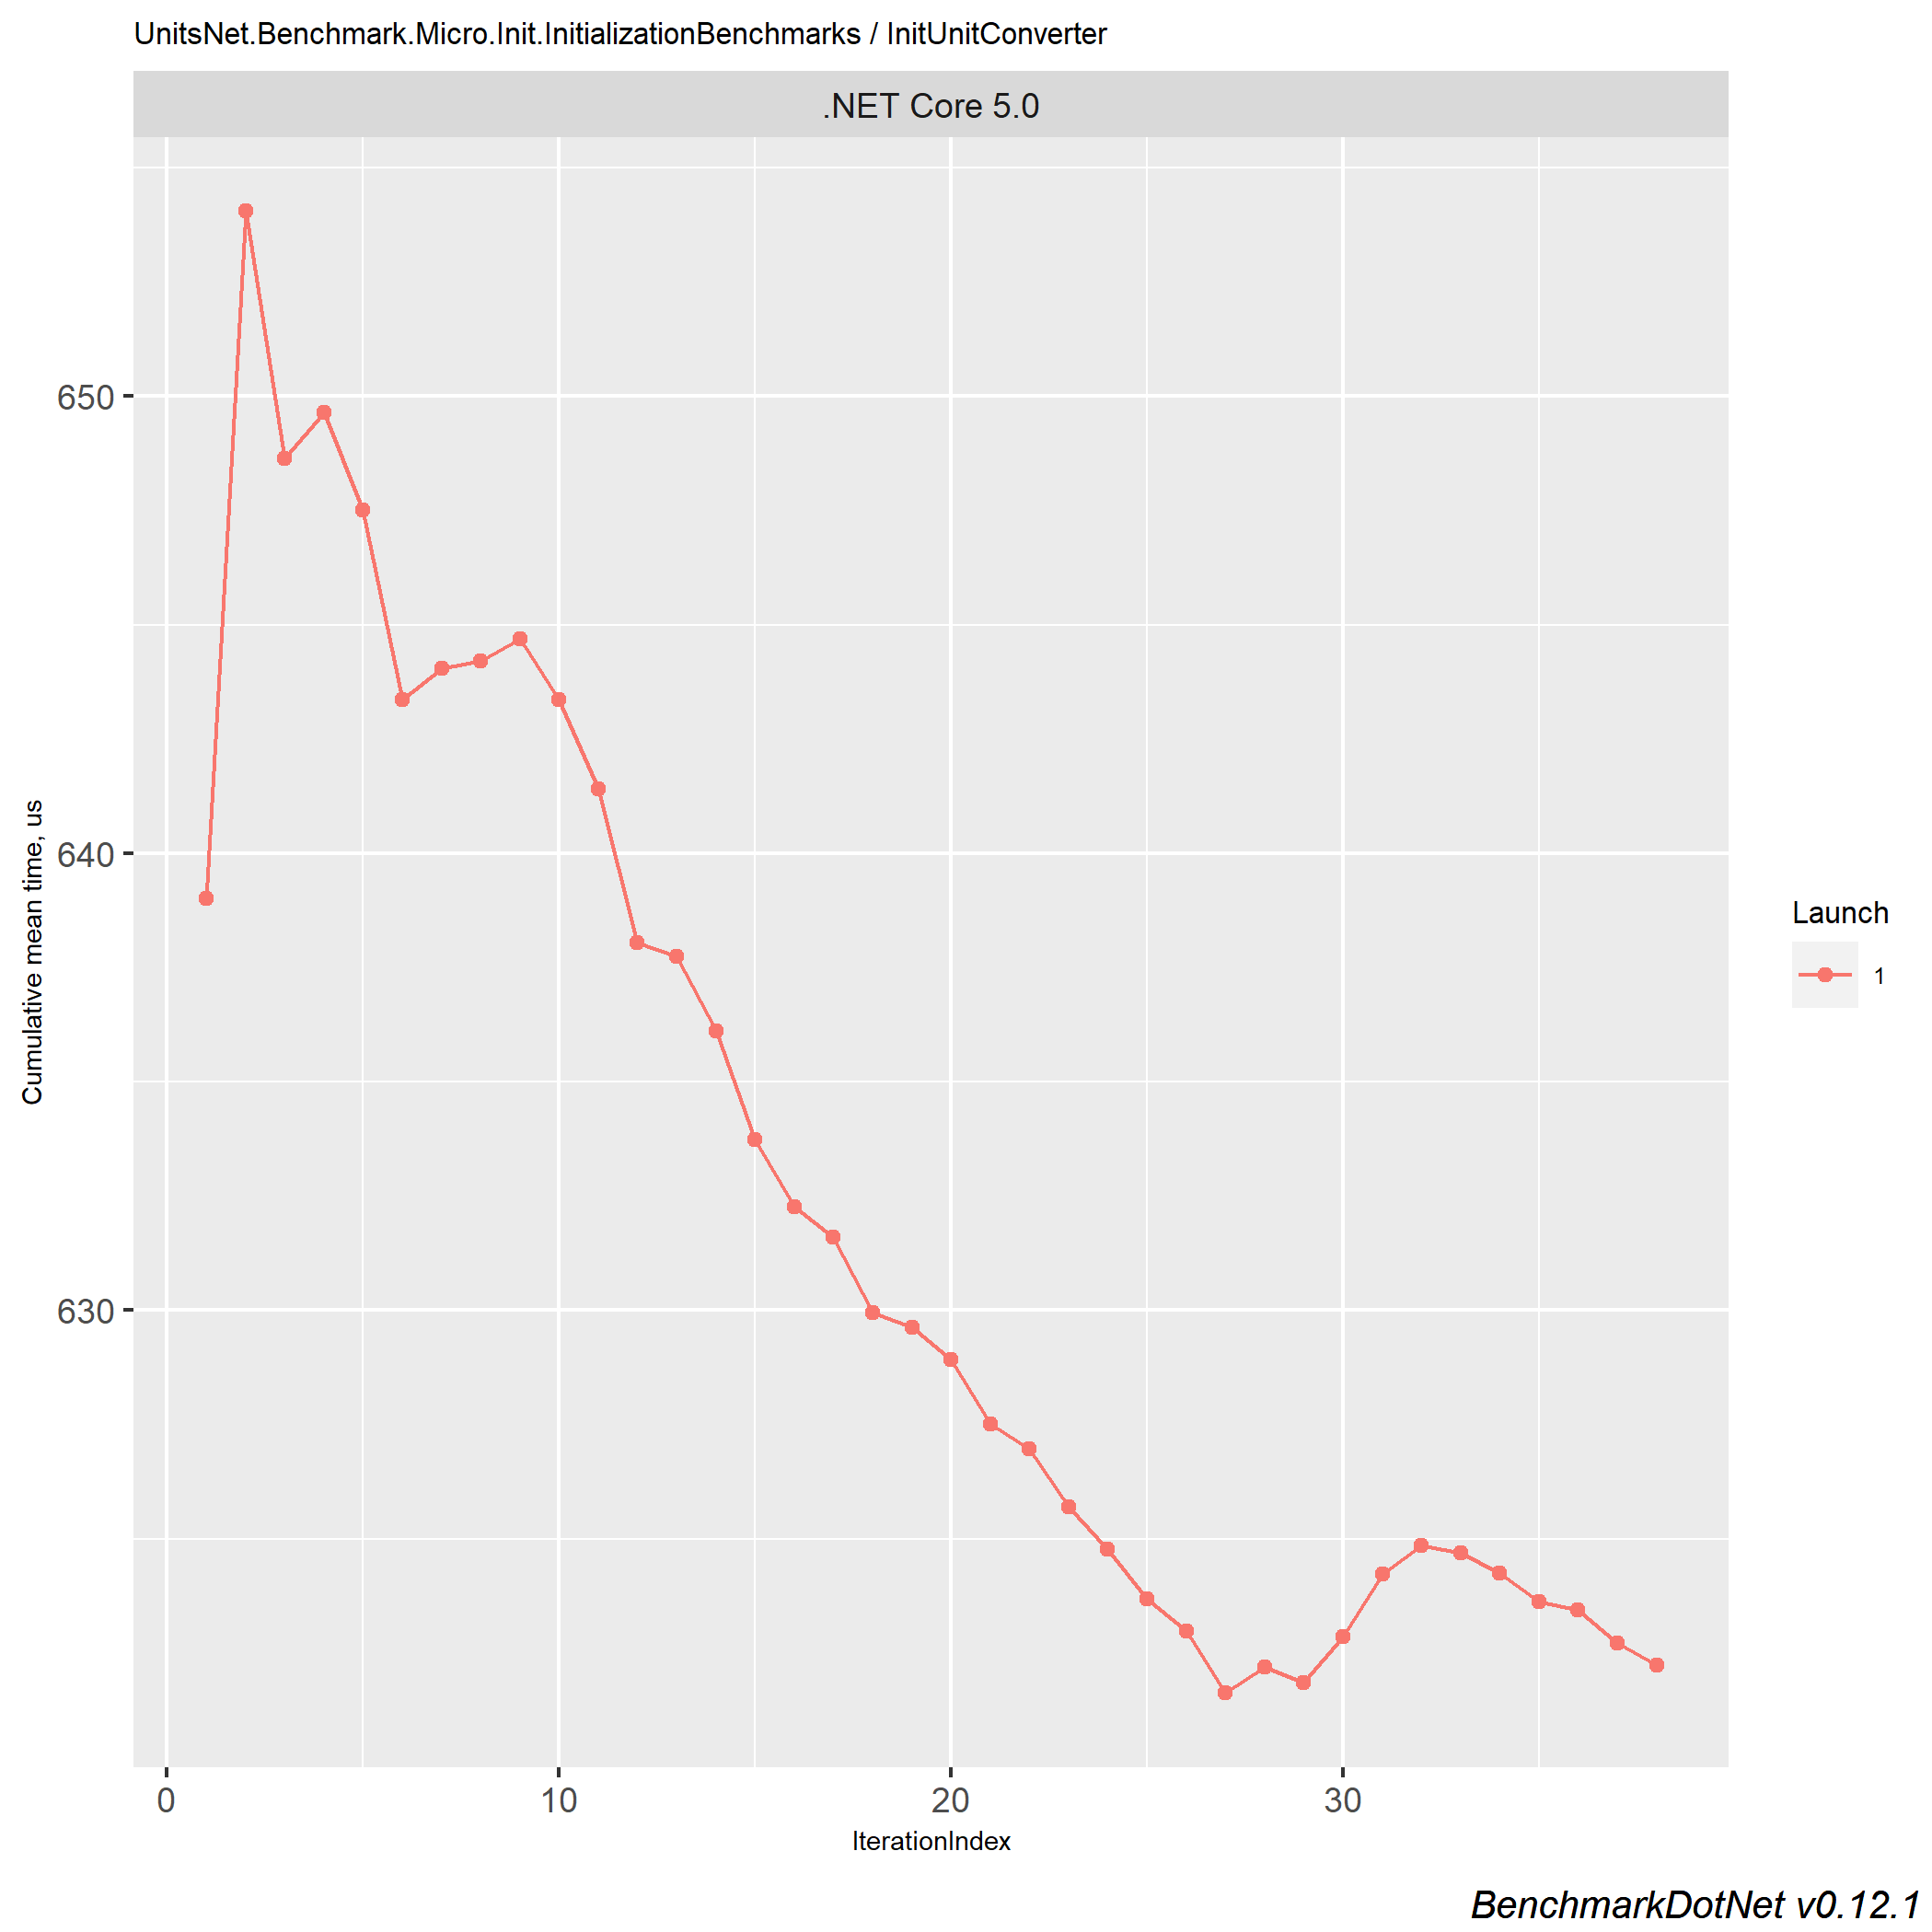 UnitsNet.Benchmark.Micro.Init.InitializationBenchmarks / InitUnitConverter
.NET Core 5.0
650
640
630
Cumulative mean time, us
0
10
20
30
IterationIndex
Launch
1
BenchmarkDotNet v0.12.1